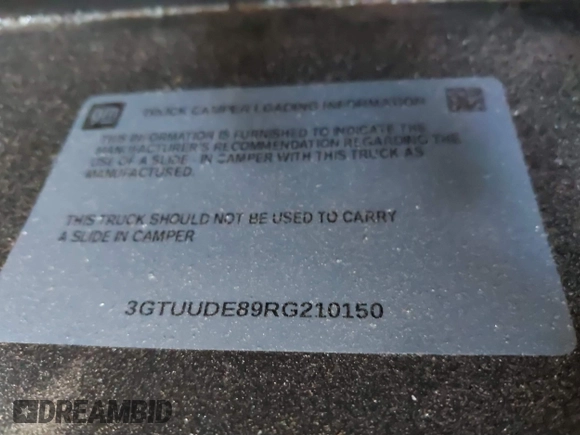 gm TRUCK CAMPER LOADING INFORMATION
THIS INFORMATION IS FURNISHED TO INDICATE THE
MANUFACTURER'S RECOMMENDATION REGARDING THE
USE OF A SLIDE - IN CAMPER WITH THIS TRUCK AS
MANUFACTURED.
THIS TRUCK SHOULD NOT BE USED TO CARRY
A SLIDE IN CAMPER
3GTUUDE89RG210150
DREAMBID